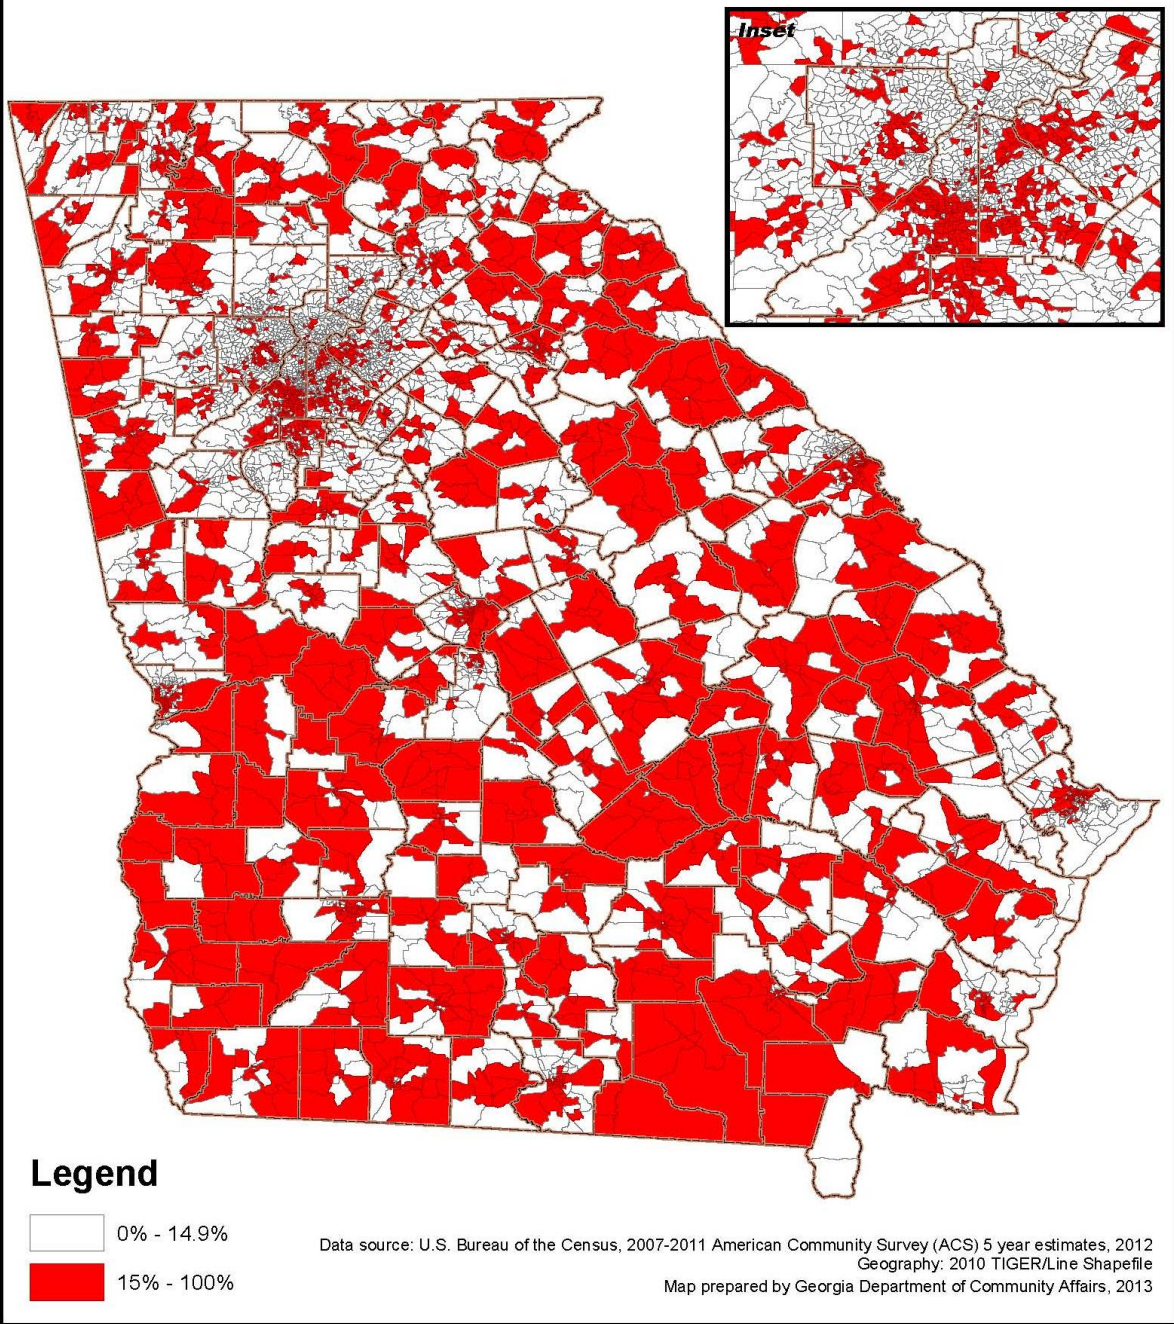 Inset
Legend
0% - 14.9%
15% - 100%
Data source: U.S. Bureau of the Census, 2007-2011 American Community Survey (ACS) 5 year estimates, 2012
Geography: 2010 TIGER/Line Shapefile
Map prepared by Georgia Department of Community Affairs, 2013